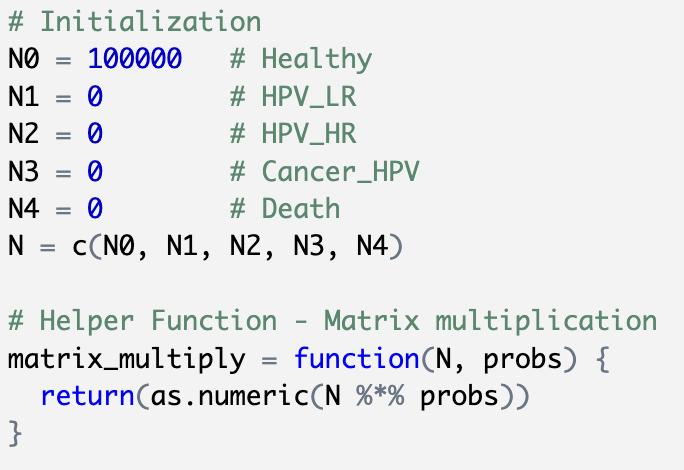 # Initialization
N0 = 100000   # Healthy
N1 = 0        # HPV_LR
N2 = 0        # HPV_HR
N3 = 0        # Cancer_HPV
N4 = 0        # Death
N = c(N0, N1, N2, N3, N4)

# Helper Function - Matrix multiplication
matrix_multiply = function(N, probs) {
  return(as.numeric(N %*% probs))
}